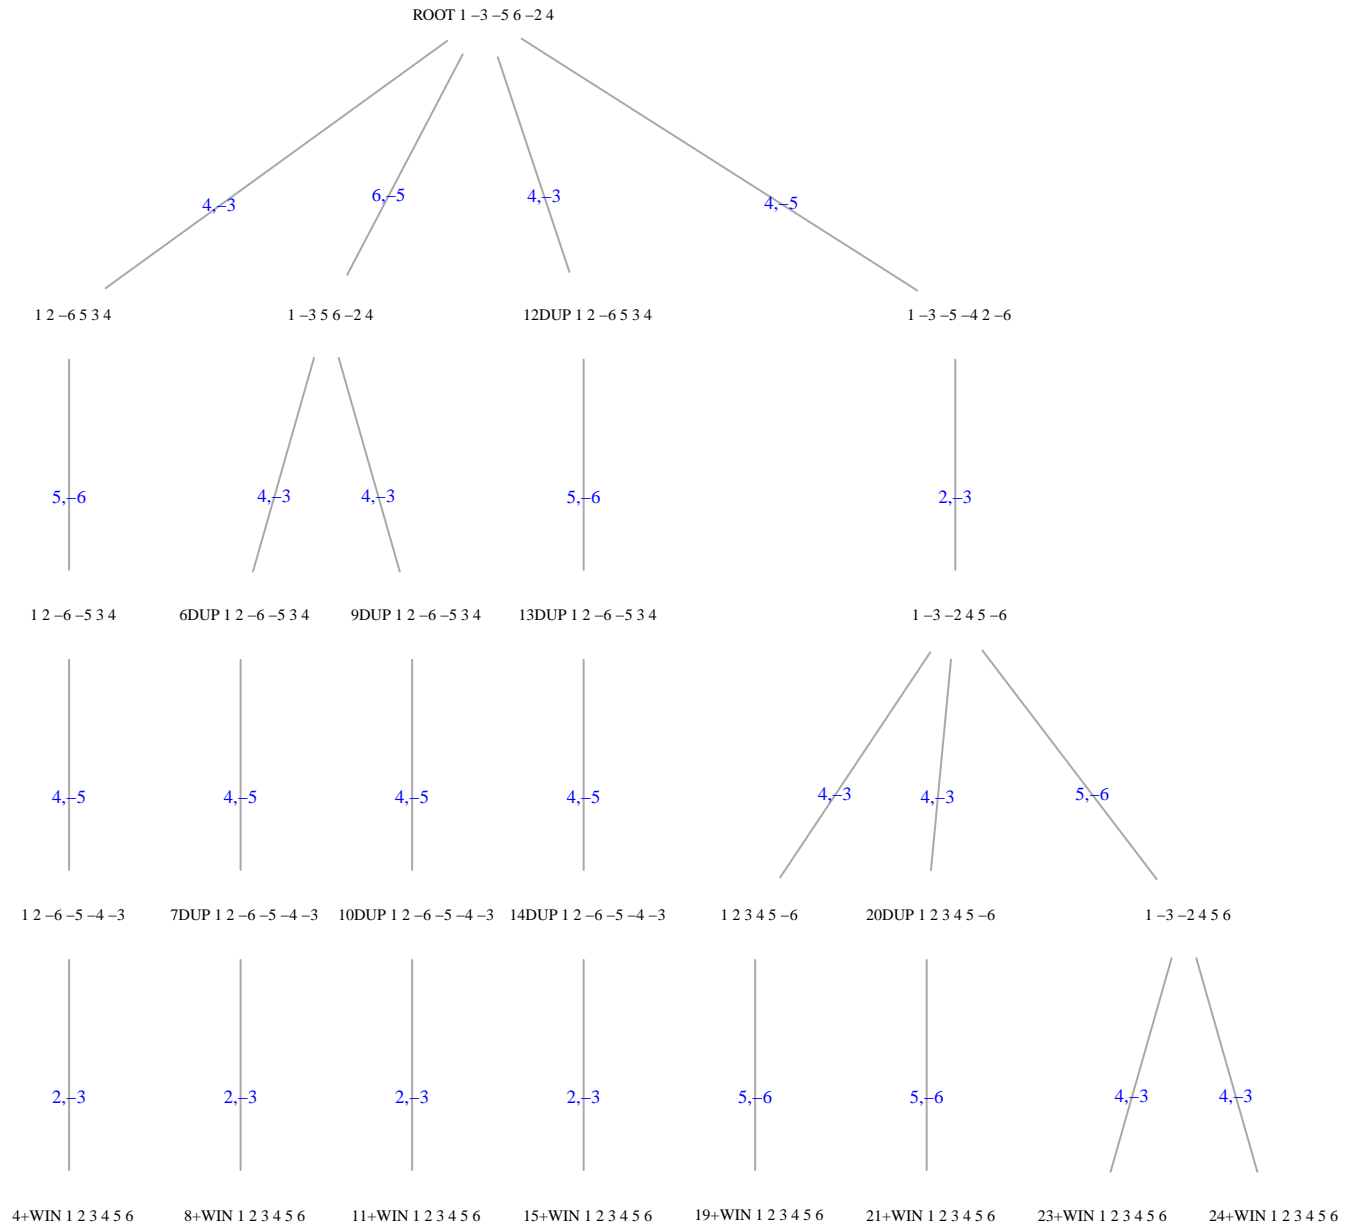 ROOT 1 –3 –5 6 –2 4
4,–3 6,–5 4,–3 4,–5
1 2 –6 5 3 4 1 –3 5 6 –2 4 12DUP 1 2 –6 5 3 4 1 –3 –5 –4 2 –6
5,–6 4,–3 4,–3 5,–6 2,–3
1 2 –6 –5 3 4 6DUP 1 2 –6 –5 3 4 9DUP 1 2 –6 –5 3 4 13DUP 1 2 –6 –5 3 4 1 –3 –2 4 5 –6
4,–5 4,–5 4,–5 4,–5 4,–3 4,–3 5,–6
1 2 –6 –5 –4 –3 7DUP 1 2 –6 –5 –4 –3 10DUP 1 2 –6 –5 –4 –3 14DUP 1 2 –6 –5 –4 –3 1 2 3 4 5 –6 20DUP 1 2 3 4 5 –6 1 –3 –2 4 5 6
2,–3 2,–3 2,–3 2,–3 5,–6 5,–6 4,–3 4,–3
4+WIN 1 2 3 4 5 6 8+WIN 1 2 3 4 5 6 11+WIN 1 2 3 4 5 6 15+WIN 1 2 3 4 5 6 19+WIN 1 2 3 4 5 6 21+WIN 1 2 3 4 5 6 23+WIN 1 2 3 4 5 6 24+WIN 1 2 3 4 5 6